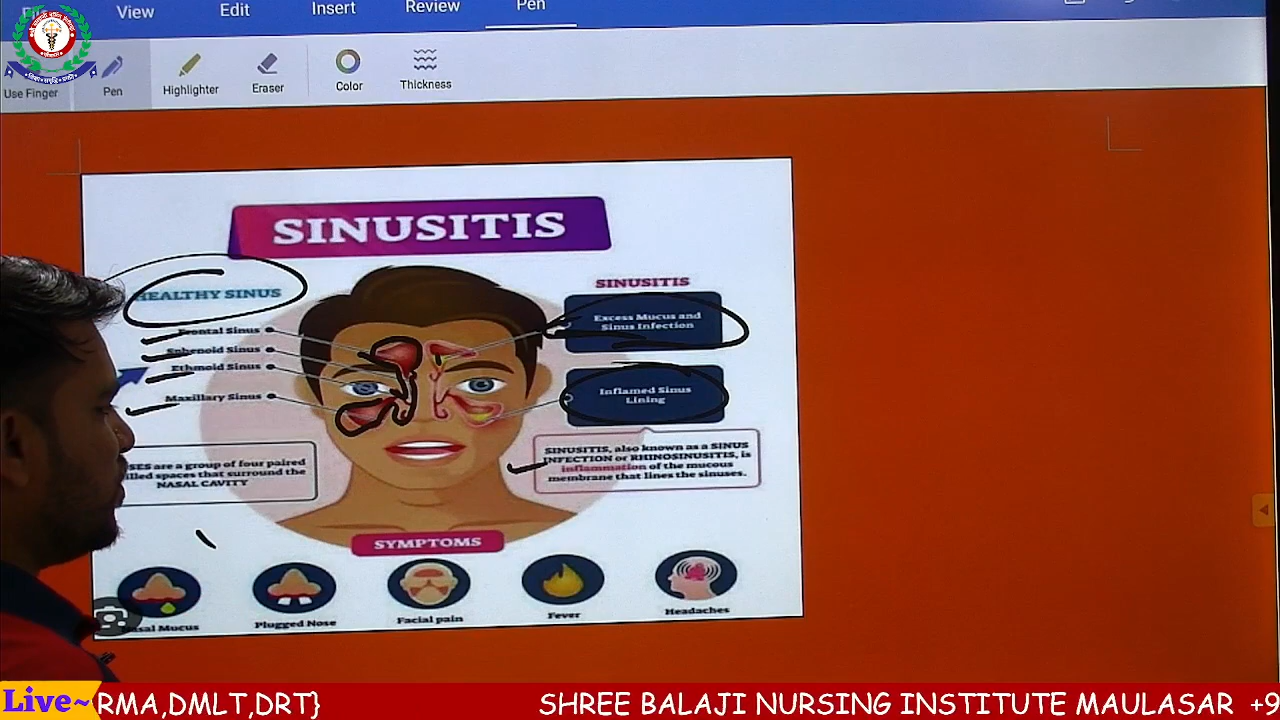 View Edit Insert Review Pen
Use Finger Pen Highlighter Eraser Color Thickness
SINUSITIS
HEALTHY SINUS
Frontal Sinus
Sphenoid Sinus
Ethmoid Sinus
Maxillary Sinus
SINUSITIS
Excess Mucus and
Sinus Infection
Inflamed Sinus
Lining
SES are a group of four paired
lled spaces that surround the
NASAL CAVITY
SINUSITIS, also known as a SINUS
INFECTION or RHINOSINUSITIS, is
inflammation of the mucous
membrane that lines the sinuses.
SYMPTOMS
Nasal Mucus
Plugged Nose
Facial pain
Fever
Headaches
Live~ RMA,DMLT,DRT} SHREE BALAJI NURSING INSTITUTE MAULASAR +9